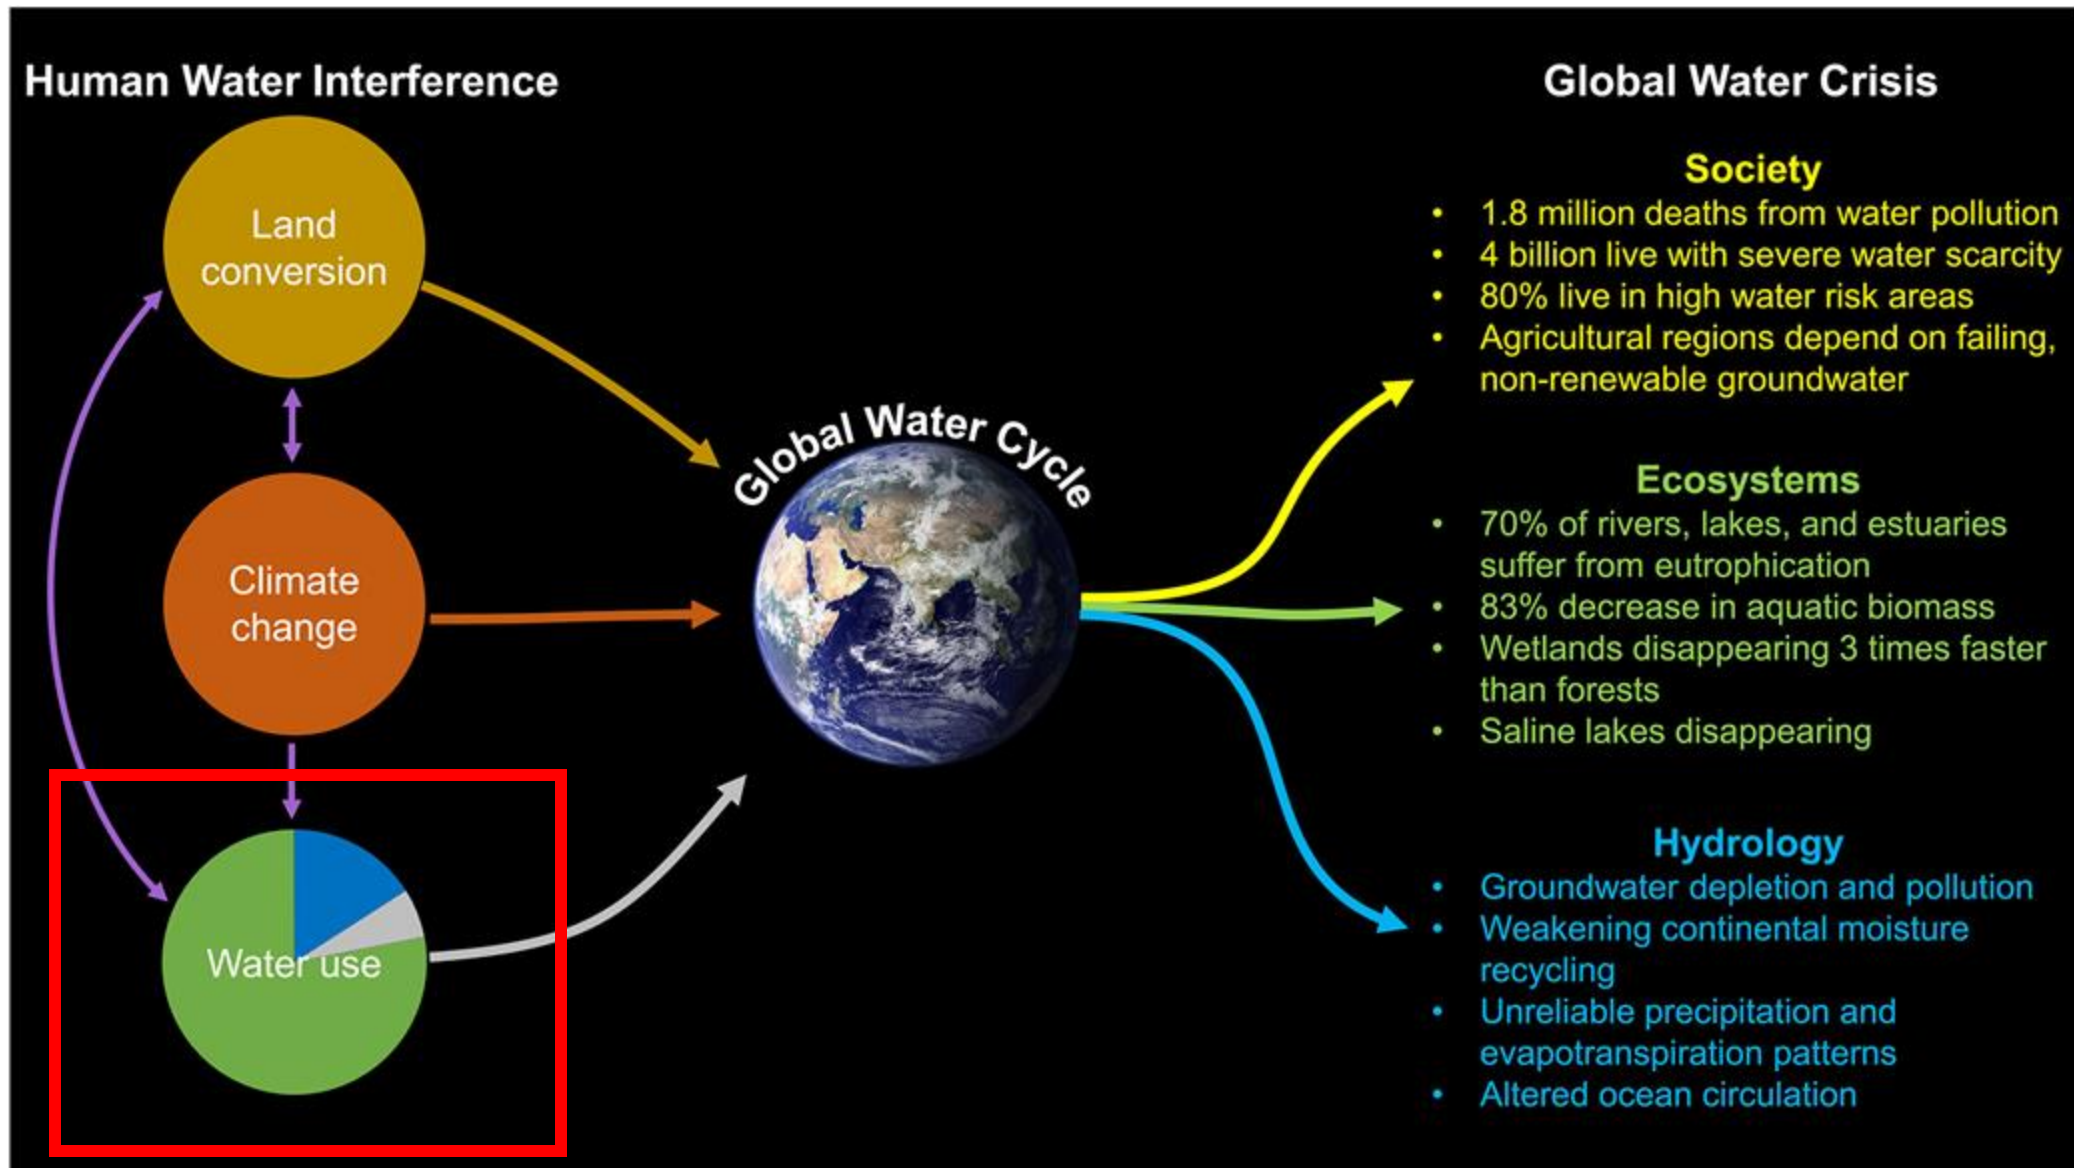 Human Water Interference
Land
conversion
Climate
change
Water use
Global Water Cycle
Global Water Crisis
Society
• 1.8 million deaths from water pollution
• 4 billion live with severe water scarcity
• 80% live in high water risk areas
• Agricultural regions depend on failing,
non-renewable groundwater
Ecosystems
• 70% of rivers, lakes, and estuaries
suffer from eutrophication
• 83% decrease in aquatic biomass
• Wetlands disappearing 3 times faster
than forests
• Saline lakes disappearing
Hydrology
• Groundwater depletion and pollution
• Weakening continental moisture
recycling
• Unreliable precipitation and
evapotranspiration patterns
• Altered ocean circulation